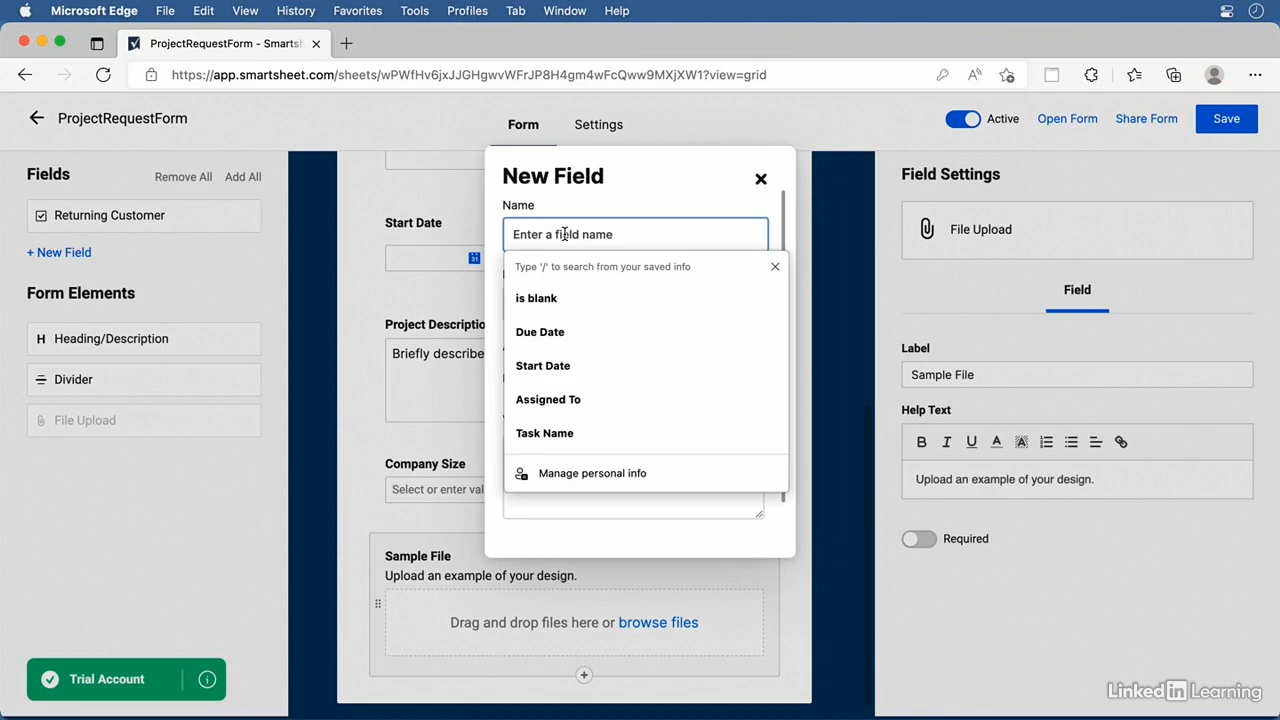 Microsoft Edge File Edit View History Favorites Tools Profiles Tab Window Help
ProjectRequestForm - Smartsh
https://app.smartsheet.com/sheets/wPWfHv6jxJJGHgwvWFrJP8H4gm4wFcQww9MXjXW1?view=grid
ProjectRequestForm
Form
Settings
Active
Open Form
Share Form
Save
Fields
Remove All
Add All
Returning Customer
+ New Field
Form Elements
H Heading/Description
Divider
File Upload
Trial Account
Start Date
31
Project Descriptio
Briefly describe
Company Size
Select or enter val
Sample File
Upload an example of your design.
Drag and drop files here or browse files
New Field
Name
Enter a field name
Type '/' to search from your saved info
is blank
Due Date
Start Date
Assigned To
Task Name
Manage personal info
Field Settings
File Upload
Field
Label
Sample File
Help Text
B I U A A
Upload an example of your design.
Required
LinkedIn Learning